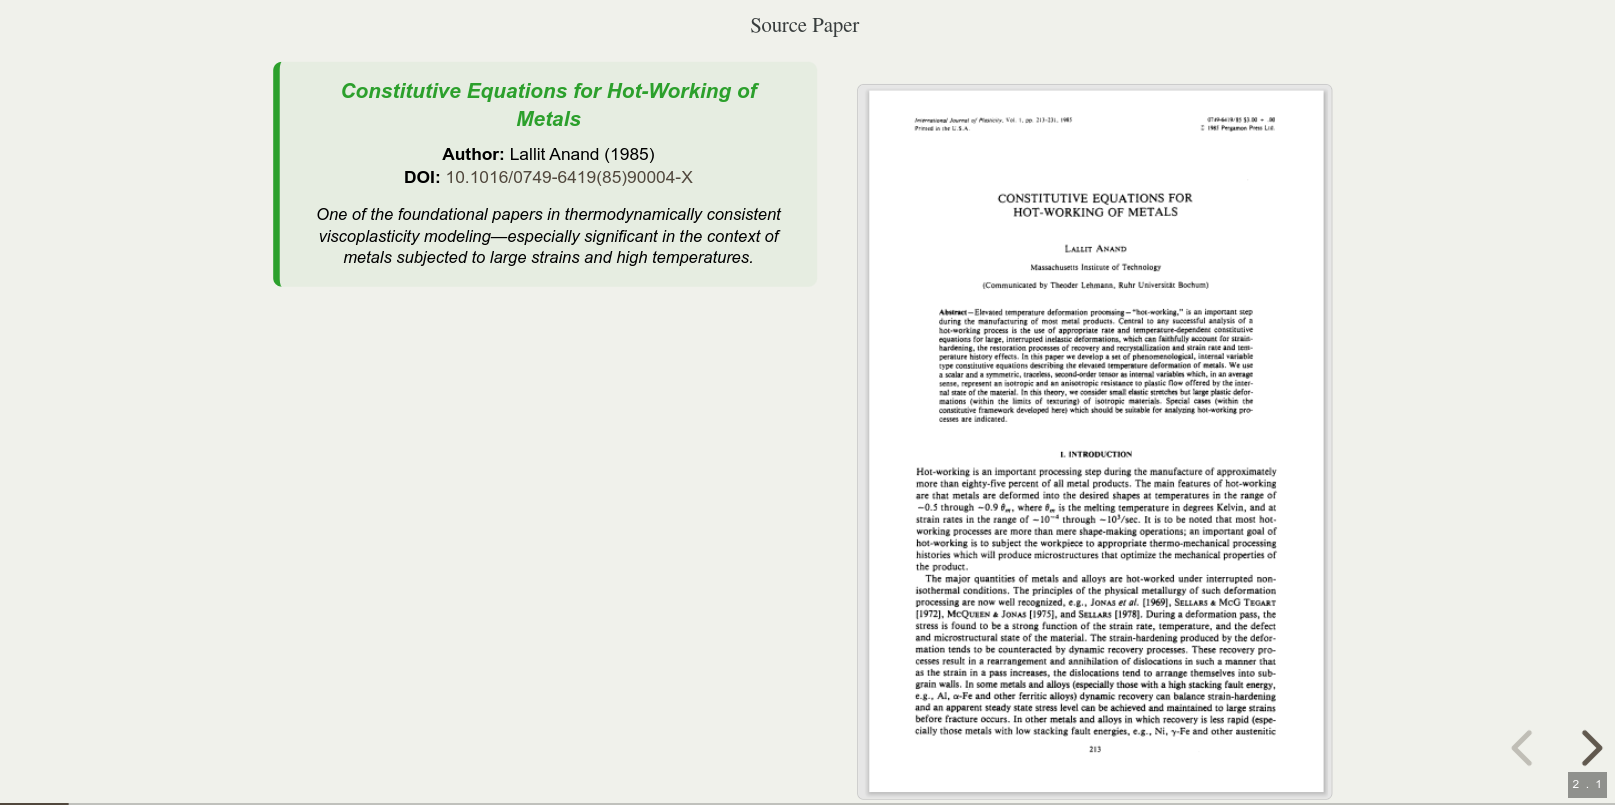 Source Paper
Constitutive Equations for Hot-Working of
Metals
Author: Lallit Anand (1985)
DOI: 10.1016/0749-6419(85)90004-X
One of the foundational papers in thermodynamically consistent
viscoplasticity modeling—especially significant in the context of
metals subjected to large strains and high temperatures.
International Journal of Plasticity, Vol. 1, pp. 213-231, 1985
Printed in the U.S.A.
0749-6419/85 $3.00 + .00
© 1985 Pergamon Press Ltd.
CONSTITUTIVE EQUATIONS FOR
HOT-WORKING OF METALS
LALLIT ANAND
Massachusetts Institute of Technology
(Communicated by Theoder Lehmann, Ruhr Universität Bochum)
Abstract—Elevated temperature deformation processing—"hot-working," is an important step
during the manufacturing of most metal products. Central to any successful analysis of a
hot-working process is the use of appropriate rate and temperature-dependent constitutive
equations for large, interrupted inelastic deformations, which can faithfully account for strain-
hardening, the restoration processes of recovery and recrystallization and strain rate and tem-
perature history effects. In this paper we develop a set of phenomenological, internal variable
type constitutive equations describing the elevated temperature deformation of metals. We use
a scalar and a symmetric, traceless, second-order tensor as internal variables which, in an average
sense, represent an isotropic and an anisotropic resistance to plastic flow offered by the inter-
nal state of the material. In this theory, we consider small elastic stretches but large plastic defor-
mations (within the limits of texturing) of isotropic materials. Special cases (within the
constitutive framework developed here) which should be suitable for analyzing hot-working pro-
cesses are indicated.
I. INTRODUCTION
Hot-working is an important processing step during the manufacture of approximately
more than eighty-five percent of all metal products. The main features of hot-working
are that metals are deformed into the desired shapes at temperatures in the range of
~0.5 through ~0.9 θm, where θm is the melting temperature in degrees Kelvin, and at
strain rates in the range of ~10⁻⁴ through ~10³/sec. It is to be noted that most hot-
working processes are more than mere shape-making operations; an important goal of
hot-working is to subject the workpiece to appropriate thermo-mechanical processing
histories which will produce microstructures that optimize the mechanical properties of
the product.
The major quantities of metals and alloys are hot-worked under interrupted non-
isothermal conditions. The principles of the physical metallurgy of such deformation
processing are now well recognized, e.g., JONAS et al. [1969], SELLARS & McG TEGART
[1972], McQUEEN & JONAS [1975], and SELLARS [1978]. During a deformation pass, the
stress is found to be a strong function of the strain rate, temperature, and the defect
and microstructural state of the material. The strain-hardening produced by the defor-
mation tends to be counteracted by dynamic recovery processes. These recovery pro-
cesses result in a rearrangement and annihilation of dislocations in such a manner that
as the strain in a pass increases, the dislocations tend to arrange themselves into sub-
grain walls. In some metals and alloys (especially those with a high stacking fault energy,
e.g., Al, α-Fe and other ferritic alloys) dynamic recovery can balance strain-hardening
and an apparent steady state stress level can be achieved and maintained to large strains
before fracture occurs. In other metals and alloys in which recovery is less rapid (espe-
cially those metals with low stacking fault energies, e.g., Ni, γ-Fe and other austenitic
213
2 . 1